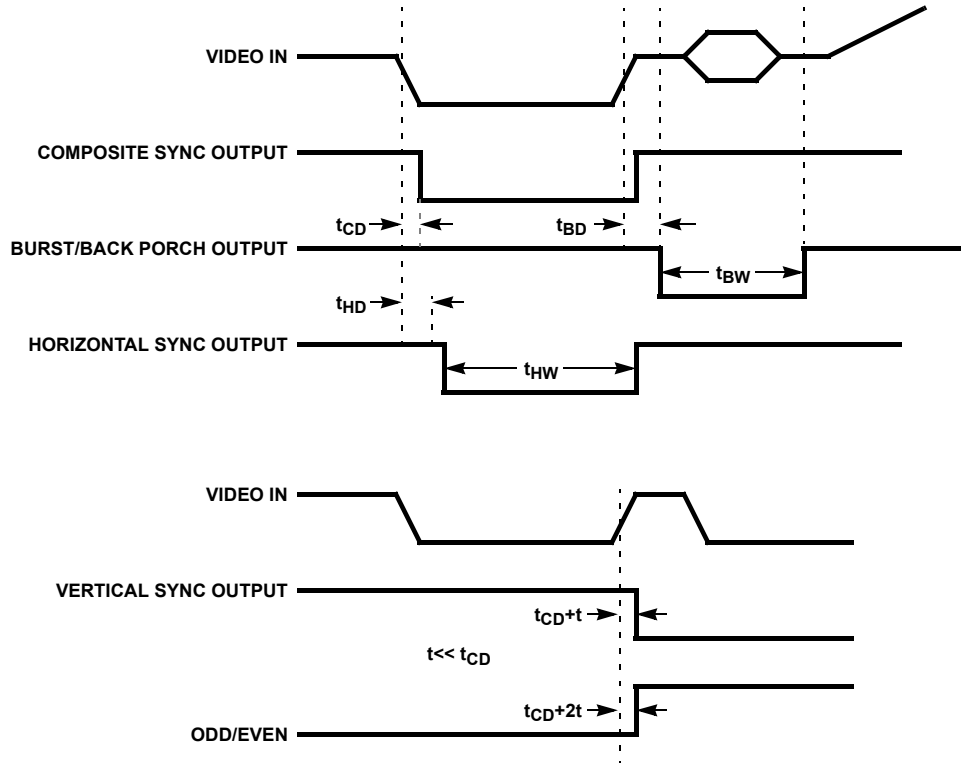 VIDEO IN
COMPOSITE SYNC OUTPUT
tCD
tBD
BURST/BACK PORCH OUTPUT
tBW
tHD
HORIZONTAL SYNC OUTPUT
tHW
VIDEO IN
VERTICAL SYNC OUTPUT
tCD+t
t<< tCD
tCD+2t
ODD/EVEN